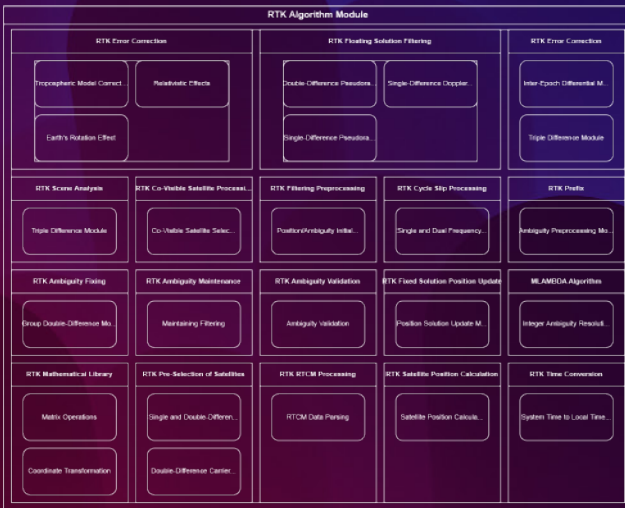 RTK Algorithm Module
RTK Error Correction
RTK Floating Solution Filtering
RTK Error Correction
Tropospheric Model Correct...
Relativistic Effects
Double-Difference Pseudora...
Single-Difference Doppler...
Inter-Epoch Differential M...
Earth's Rotation Effect
Single-Difference Pseudora...
Triple Difference Module
RTK Scene Analysis
RTK Co-Visible Satellite Processi...
RTK Filtering Preprocessing
RTK Cycle Slip Processing
RTK Prefix
Triple Difference Module
Co-Visible Satellite Selec...
Position/Ambiguity Initial...
Single and Dual Frequency...
Ambiguity Preprocessing Mo...
RTK Ambiguity Fixing
RTK Ambiguity Maintenance
RTK Ambiguity Validation
RTK Fixed Solution Position Update
MLAMBDA Algorithm
Group Double-Difference Mo...
Maintaining Filtering
Ambiguity Validation
Position Solution Update M...
Integer Ambiguity Resoluti...
RTK Mathematical Library
RTK Pre-Selection of Satellites
RTK RTCM Processing
RTK Satellite Position Calculation
RTK Time Conversion
Matrix Operations
Single and Double-Differen...
RTCM Data Parsing
Satellite Position Calcula...
System Time to Local Time...
Coordinate Transformation
Double-Difference Carrier...